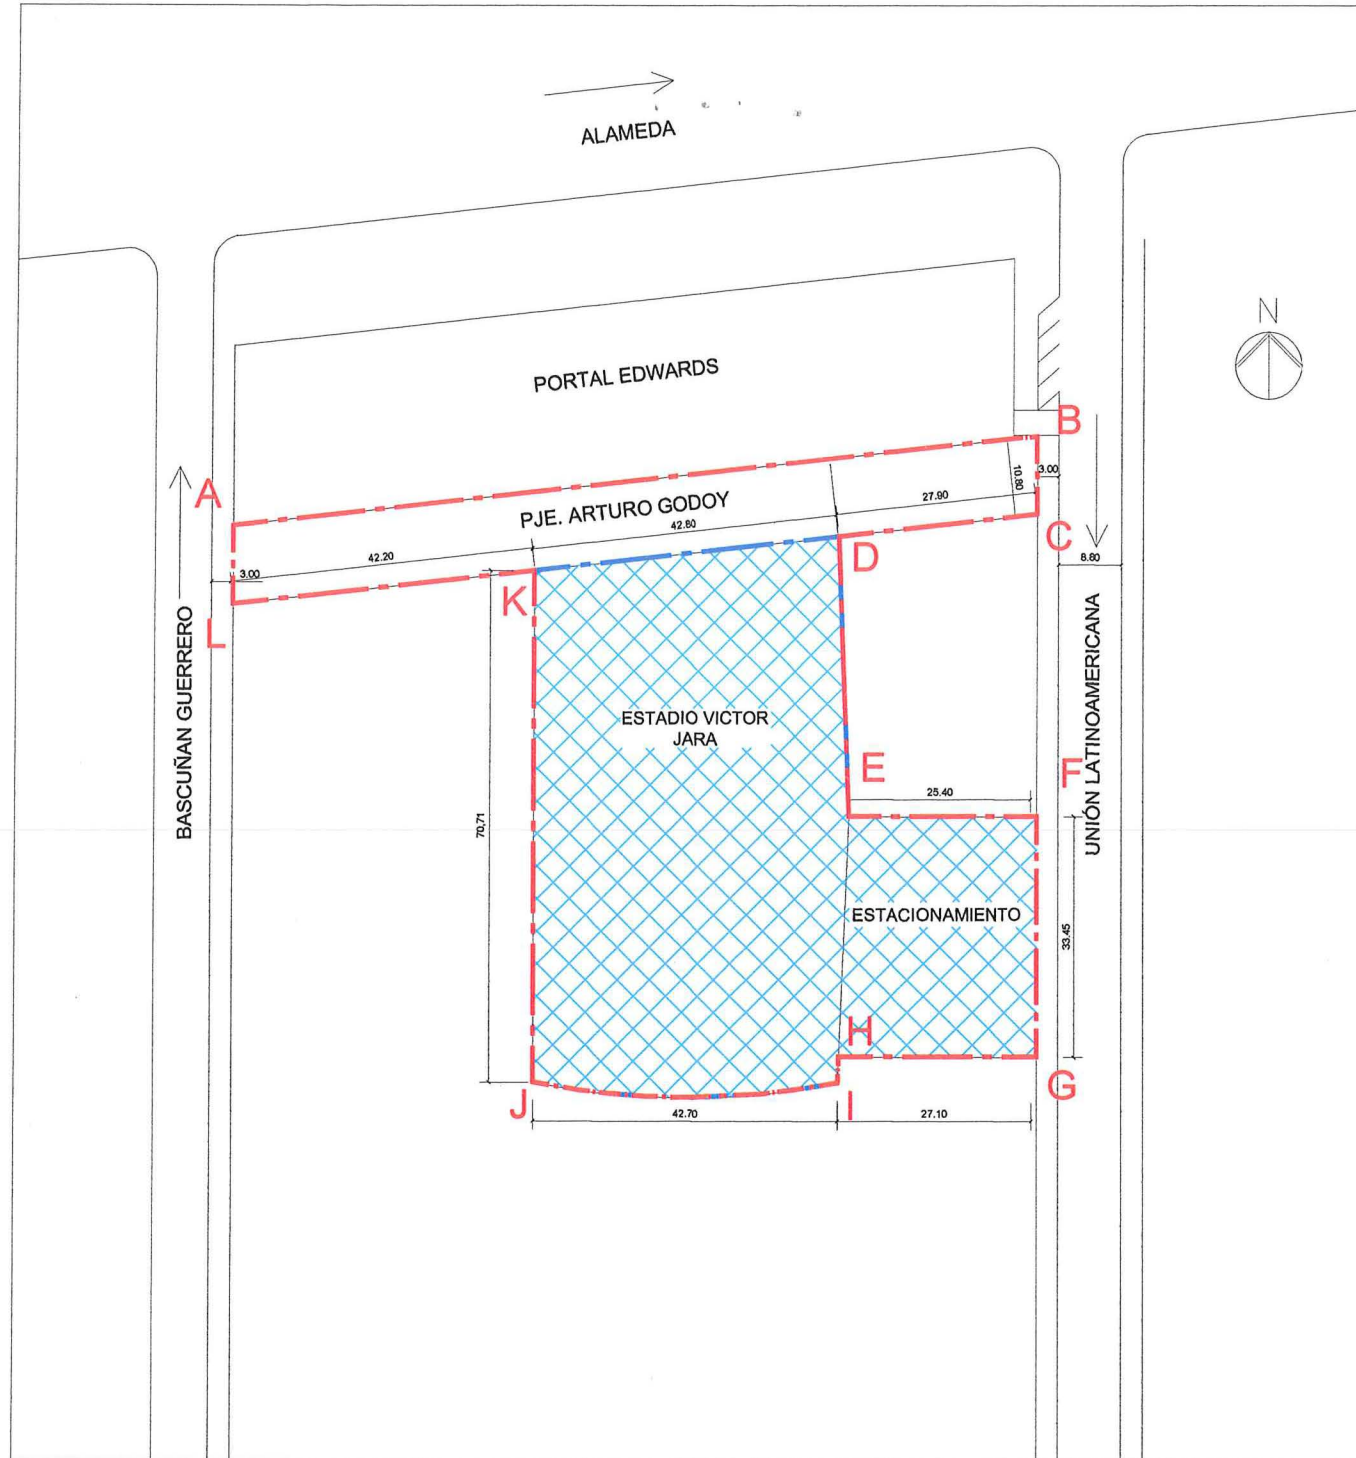 ALAMEDA
N
PORTAL EDWARDS
B
A
3.00
10.80
27.90
PJE. ARTURO GODOY
42.80
C
D
42.20
3.00
8.80
K
L
BASCUÑAN GUERRERO
UNIÓN LATINOAMERICANA
ESTADIO VICTOR
JARA
E
F
25.40
70,71
ESTACIONAMIENTO
33.45
H
G
J
I
42.70
27.10